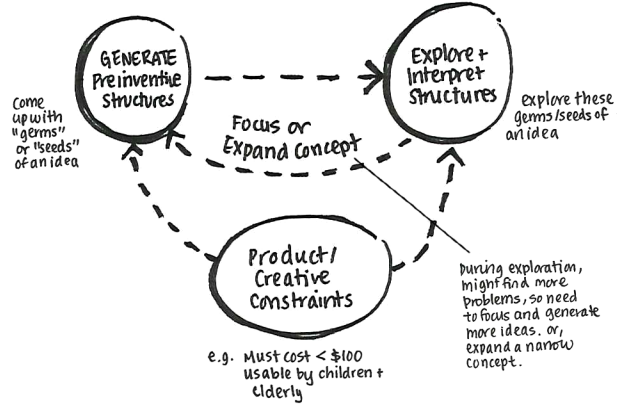 GENERATE
Preinventive
Structures
Explore +
Interpret
Structures
Come
up with
"germs"
or "seeds"
of an idea
Focus or
Expand Concept
Explore these
germs/seeds of
an idea
Product/
Creative
Constraints
During exploration,
might find more
problems, so need
to focus and generate
more ideas. or,
expand a narrow
concept.
e.g. Must cost < $100
usable by children +
elderly